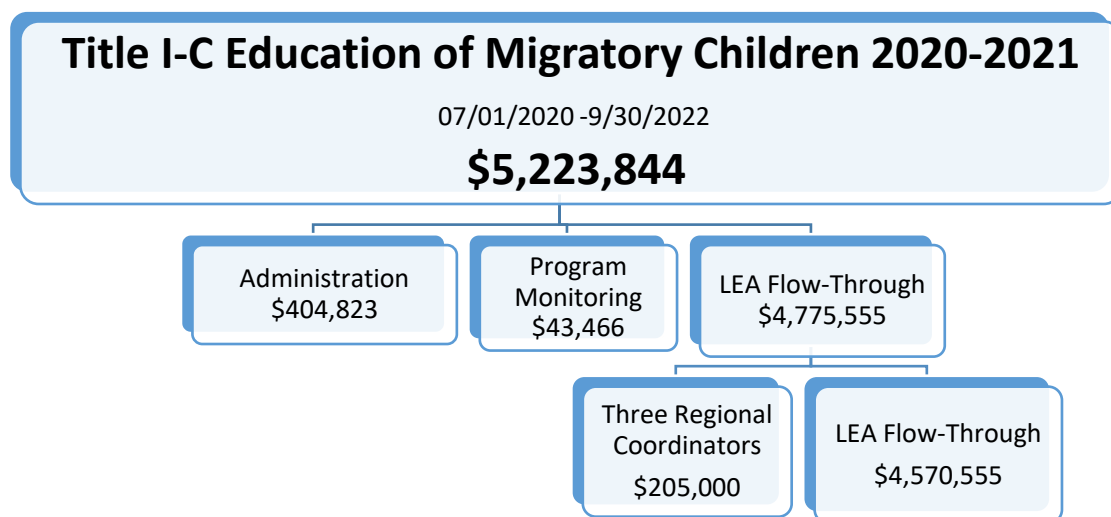 Title I-C Education of Migratory Children 2020-2021
07/01/2020 -9/30/2022
$5,223,844
Administration
$404,823
Program
Monitoring
$43,466
LEA Flow-Through
$4,775,555
Three Regional
Coordinators
$205,000
LEA Flow-Through
$4,570,555